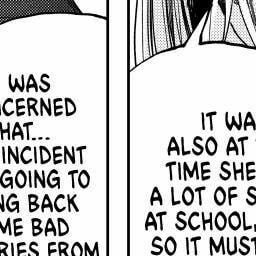 WAS
CERNED
HAT...
INCIDENT
GOING TO
NG BACK
ME BAD
RIES FROM
IT WA
ALSO AT
TIME SHE
A LOT OF S
AT SCHOOL,
SO IT MUST